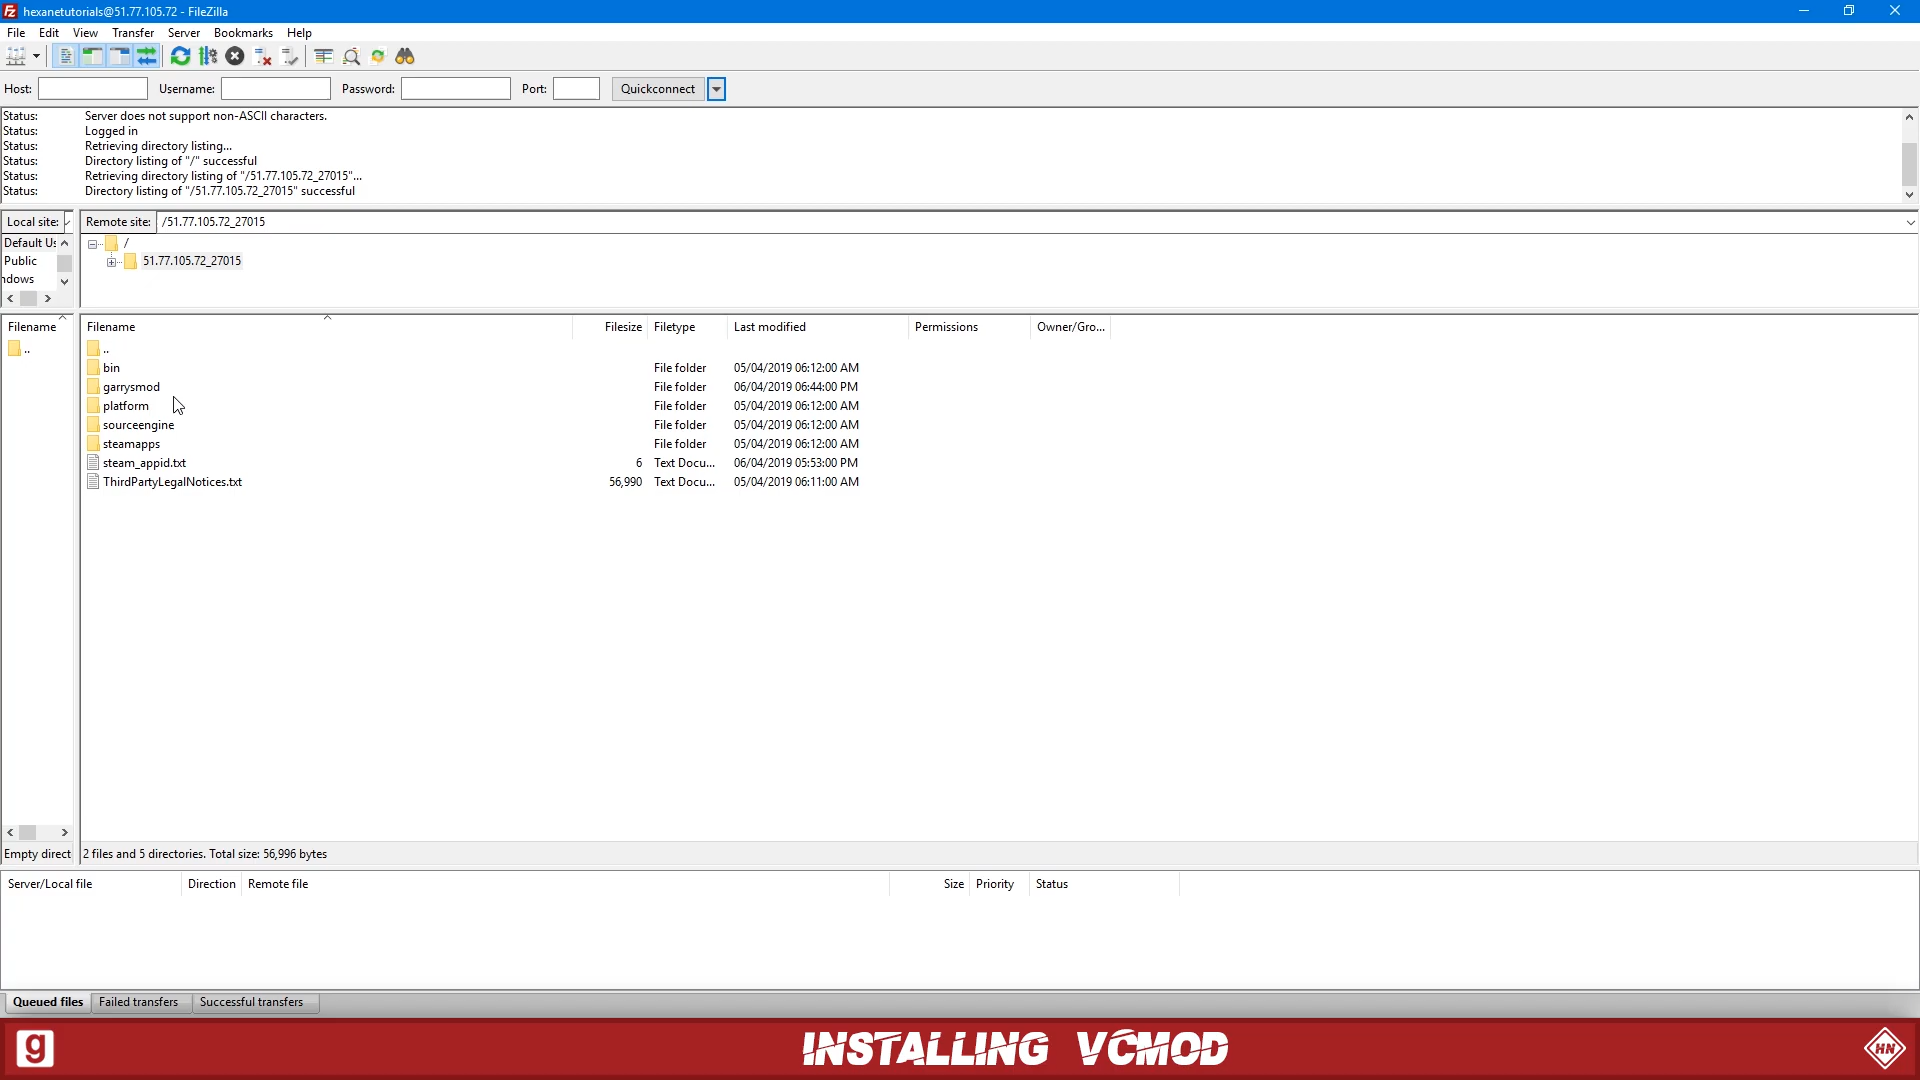 hexanetutorials@51.77.105.72 - FileZilla
File Edit View Transfer Server Bookmarks Help
Host: Username: Password: Port: Quickconnect
Status: Server does not support non-ASCII characters.
Status: Logged in
Status: Retrieving directory listing...
Status: Directory listing of "/" successful
Status: Retrieving directory listing of "/51.77.105.72_27015"...
Status: Directory listing of "/51.77.105.72_27015" successful
Local site: Remote site: /51.77.105.72_27015
Default Us /
Public 51.77.105.72_27015
ndows
Filename Filename Filesize Filetype Last modified Permissions Owner/Gro...
.. ..
bin File folder 05/04/2019 06:12:00 AM
garrysmod File folder 06/04/2019 06:44:00 PM
platform File folder 05/04/2019 06:12:00 AM
sourceengine File folder 05/04/2019 06:12:00 AM
steamapps File folder 05/04/2019 06:12:00 AM
steam_appid.txt 6 Text Docu... 06/04/2019 05:53:00 PM
ThirdPartyLegalNotices.txt 56,990 Text Docu... 05/04/2019 06:11:00 AM
Empty direct 2 files and 5 directories. Total size: 56,996 bytes
Server/Local file Direction Remote file Size Priority Status
Queued files Failed transfers Successful transfers
g INSTALLING VCMOD HN